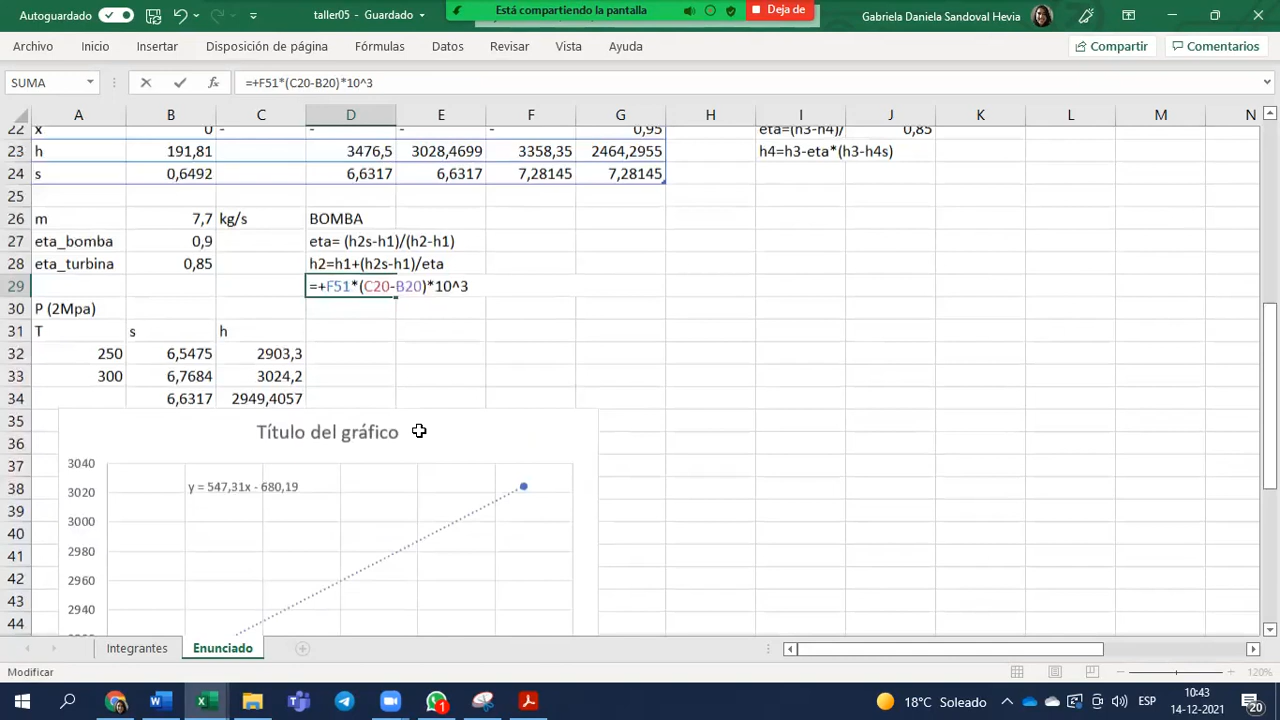 Autoguardado
taller05 - Guardado
Está compartiendo la pantalla
Deja de
Gabriela Daniela Sandoval Hevia
Archivo Inicio Insertar Disposición de página Fórmulas Datos Revisar Vista Ayuda
Compartir Comentarios
SUMA =+F51*(C20-B20)*10^3
A B C D E F G H I J K L M N
22 x 0 - - - - 0,95 eta=(h3-h4)/ 0,85
23 h 191,81 3476,5 3028,4699 3358,35 2464,2955 h4=h3-eta*(h3-h4s)
24 s 0,6492 6,6317 6,6317 7,28145 7,28145
25
26 m 7,7 kg/s BOMBA
27 eta_bomba 0,9 eta= (h2s-h1)/(h2-h1)
28 eta_turbina 0,85 h2=h1+(h2s-h1)/eta
29 =+F51*(C20-B20)*10^3
30 P (2Mpa)
31 T s h
32 250 6,5475 2903,3
33 300 6,7684 3024,2
34 6,6317 2949,4057
35
36
37
38
39
40
41
42
43
44
Título del gráfico
3040
y = 547,31x - 680,19
3020
3000
2980
2960
2940
Integrantes Enunciado
Modificar
120%
1
18°C Soleado
ESP
10:43
14-12-2021
20